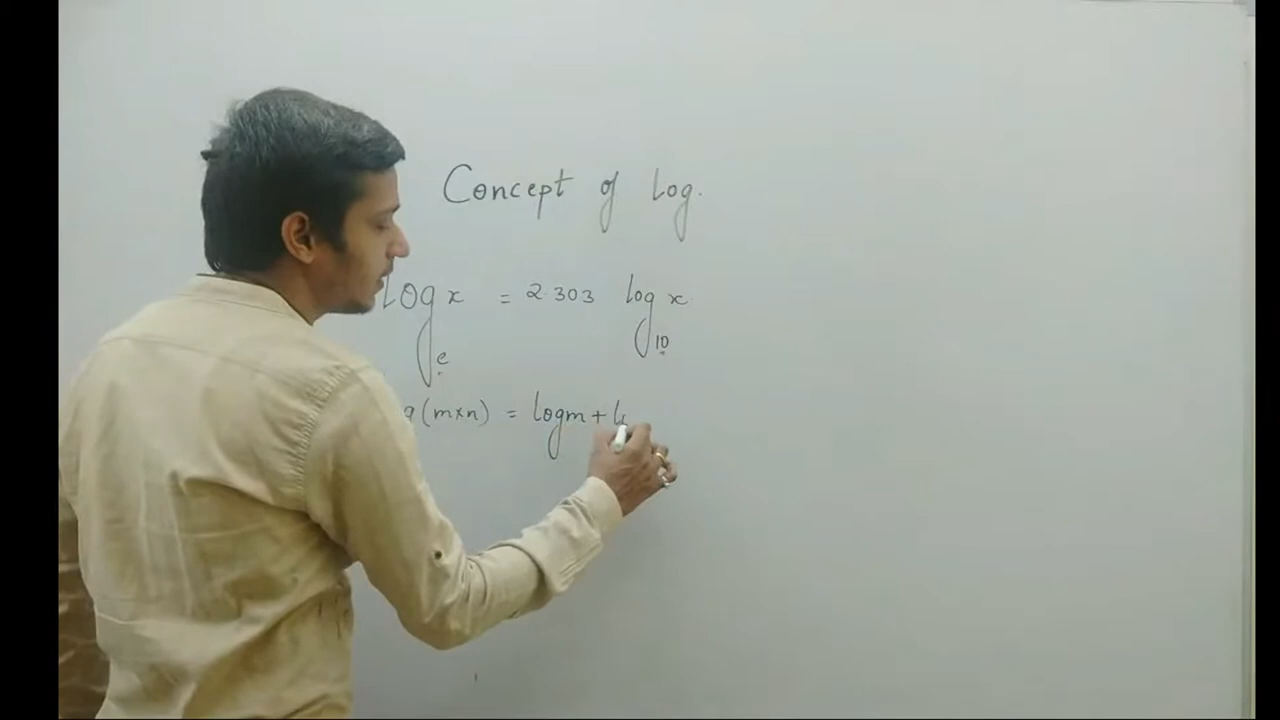 Concept of Log.
log e x = 2.303 log 10 x
(m×n) = logm +